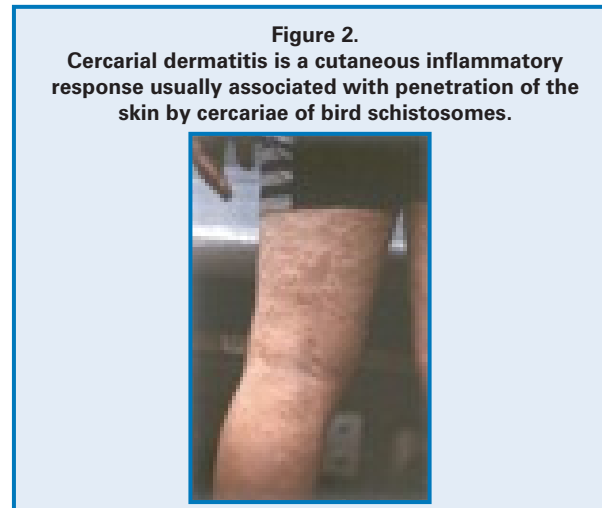 Figure 2.
Cercarial dermatitis is a cutaneous inflammatory
response usually associated with penetration of the
skin by cercariae of bird schistosomes.